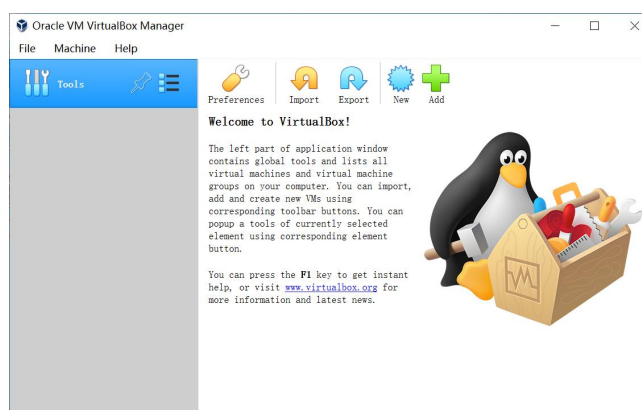 Oracle VM VirtualBox Manager
File Machine Help
Tools
Preferences Import Export New Add
Welcome to VirtualBox!
The left part of application window
contains global tools and lists all
virtual machines and virtual machine
groups on your computer. You can import,
add and create new VMs using
corresponding toolbar buttons. You can
popup a tools of currently selected
element using corresponding element
button.
You can press the F1 key to get instant
help, or visit www.virtualbox.org for
more information and latest news.